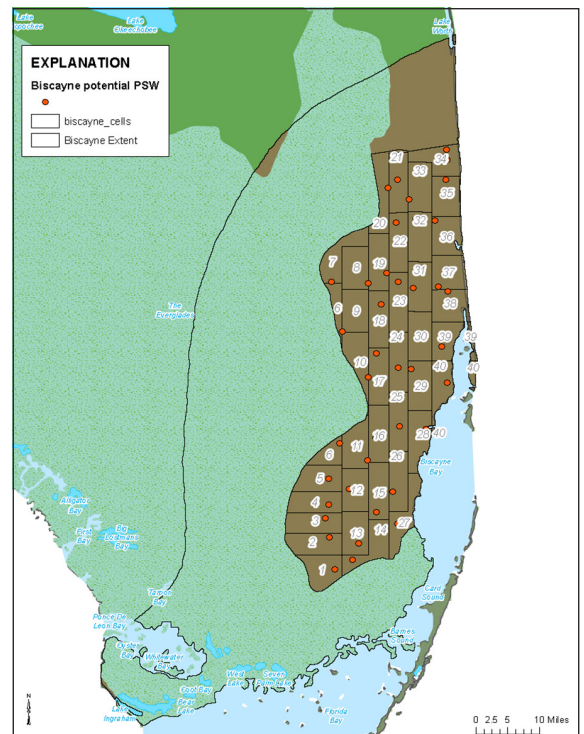 Lake
Okeechobee
Lake
Worth
EXPLANATION
Biscayne potential PSW
biscayne_cells
Biscayne Extent
21
33
34
35
20
32
22
36
7
8
19
31
37
23
38
6
9
18
24
30
39
39
10
40
40
17
29
25
16
28
40
6
11
26
Biscayne
Bay
5
12
15
4
3
27
14
2
13
1
The
Everglades
Alligator
Bay
First
Bay
Big
Lostmans
Bay
Tarpon
Bay
Ponce De
Leon Bay
Oyster
Bay
Whitewater
Bay
Card
Sound
Barnes
Sound
West
Lake
Seven
Palm Lake
Coot Bay
Bear
Lake
Lake
Ingraham
Florida
Bay
N
0 2.5 5 10 Miles